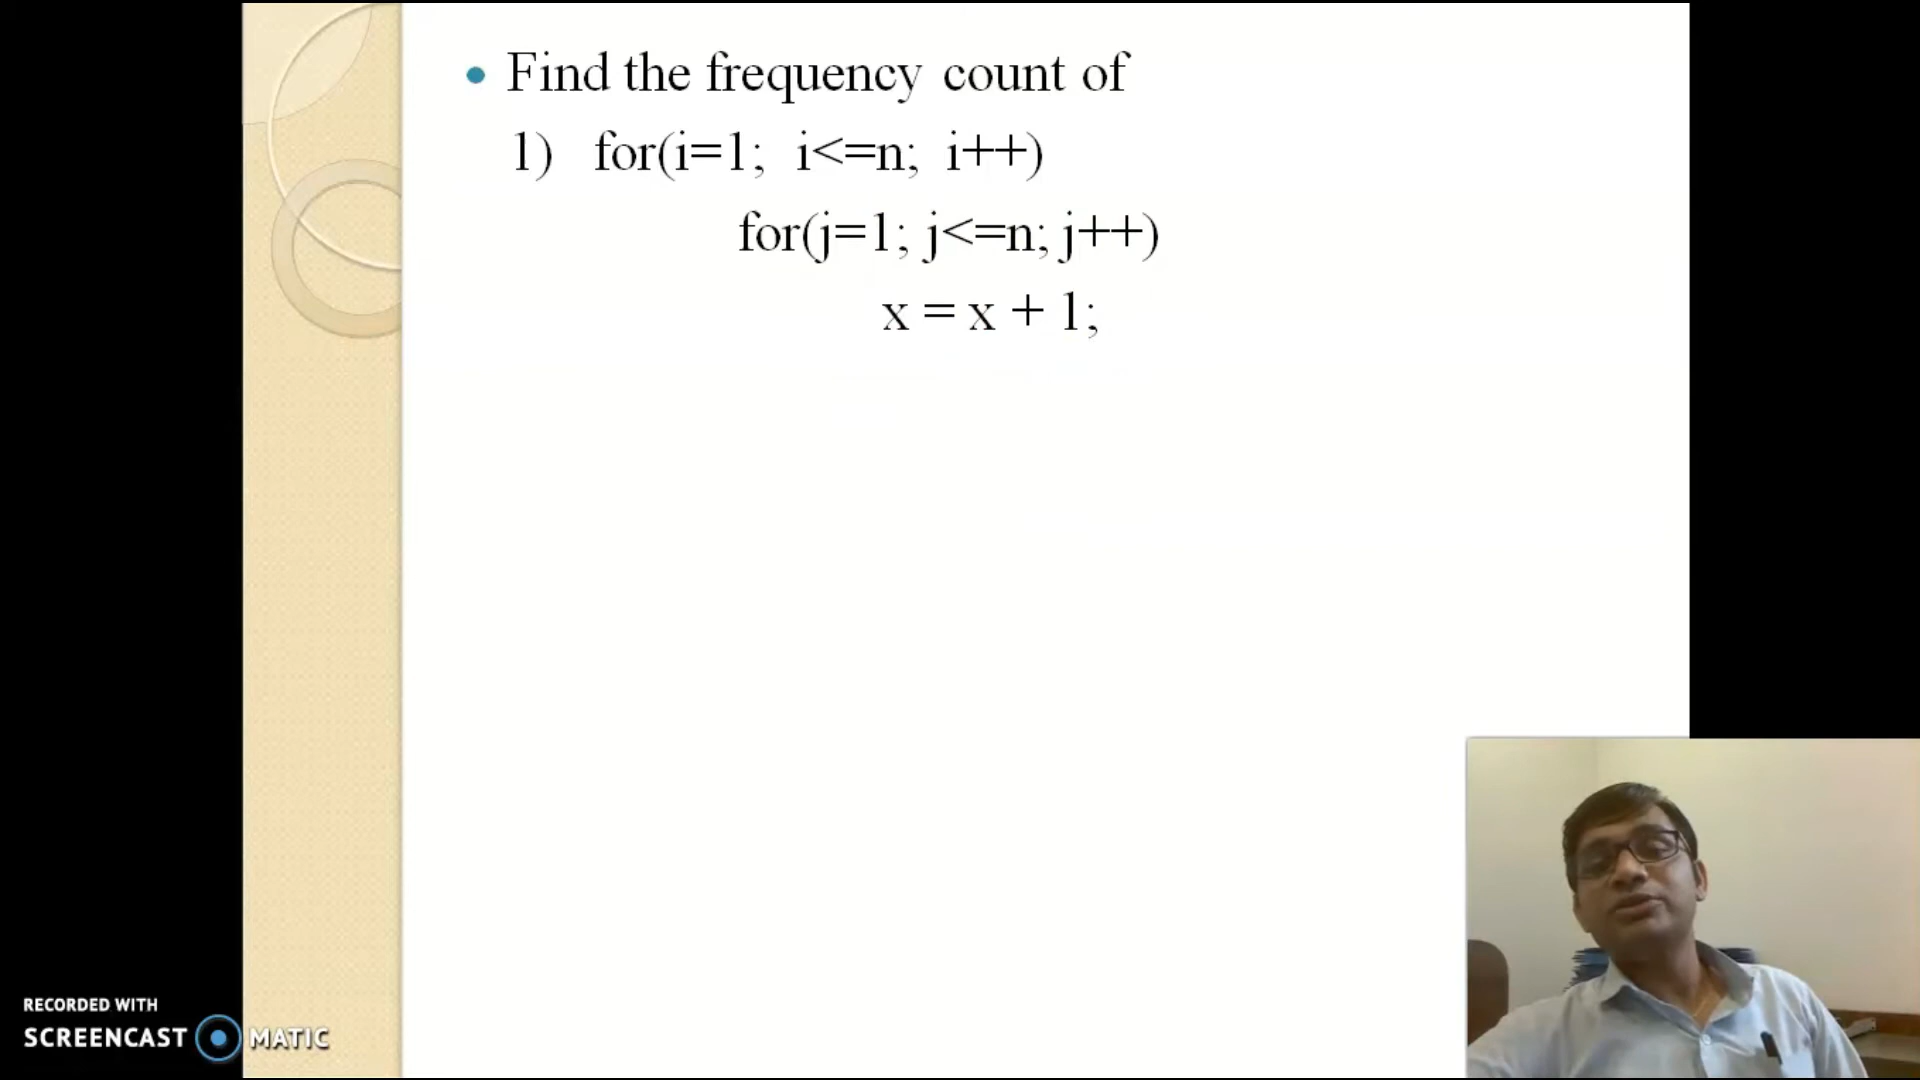 Find the frequency count of
1) for(i=1; i<=n; i++)
for(j=1; j<=n; j++)
x = x + 1;
RECORDED WITH
SCREENCAST MATIC